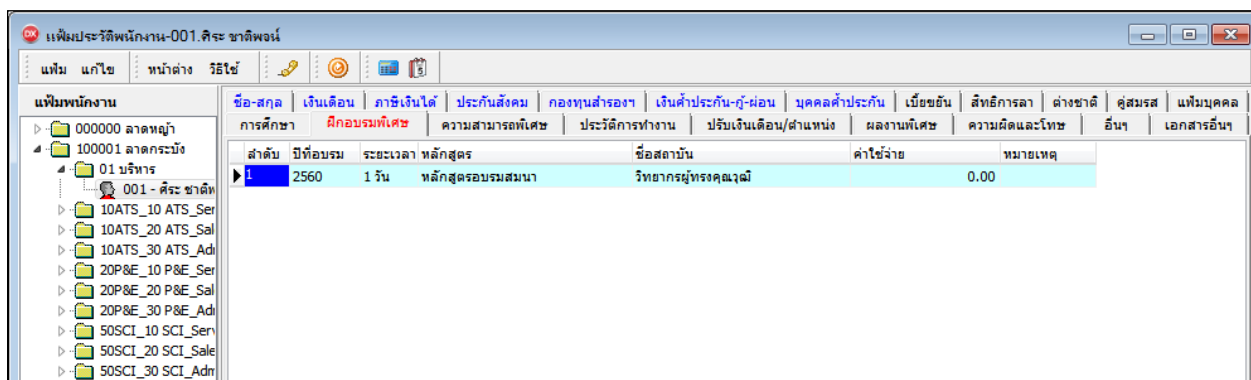 แฟ้มประวัติพนักงาน-001.ศิระ ชาติพจน์
แฟ้ม แก้ไข หน้าต่าง วิธีใช้
แฟ้มพนักงาน
ชื่อ-สกุล เงินเดือน ภาษีเงินได้ ประกันสังคม กองทุนสำรองฯ เงินค้ำประกัน-กู้-ผ่อน บุคคลค้ำประกัน เบี้ยขยัน สิทธิการลา ต่างชาติ คู่สมรส แฟ้มบุคคล
การศึกษา ฝึกอบรมพิเศษ ความสามารถพิเศษ ประวัติการทำงาน ปรับเงินเดือน/ตำแหน่ง ผลงานพิเศษ ความผิดและโทษ อื่นๆ เอกสารอื่นๆ
ลำดับ ปีที่อบรม ระยะเวลา หลักสูตร ชื่อสถาบัน ค่าใช้จ่าย หมายเหตุ
1 2560 1 วัน หลักสูตรอบรมสมนา วิทยากรผู้ทรงคุณวุฒิ 0.00
000000 ลาดหญ้า
100001 ลาดกระบัง
01 บริหาร
001 - ศิระ ชาติพ
10ATS_10 ATS_Ser
10ATS_20 ATS_Sal
10ATS_30 ATS_Adı
20P&E_10 P&E_Ser
20P&E_20 P&E_Sal
20P&E_30 P&E_Adı
50SCI_10 SCI_Serv
50SCI_20 SCI_Sale
50SCI_30 SCI_Adm